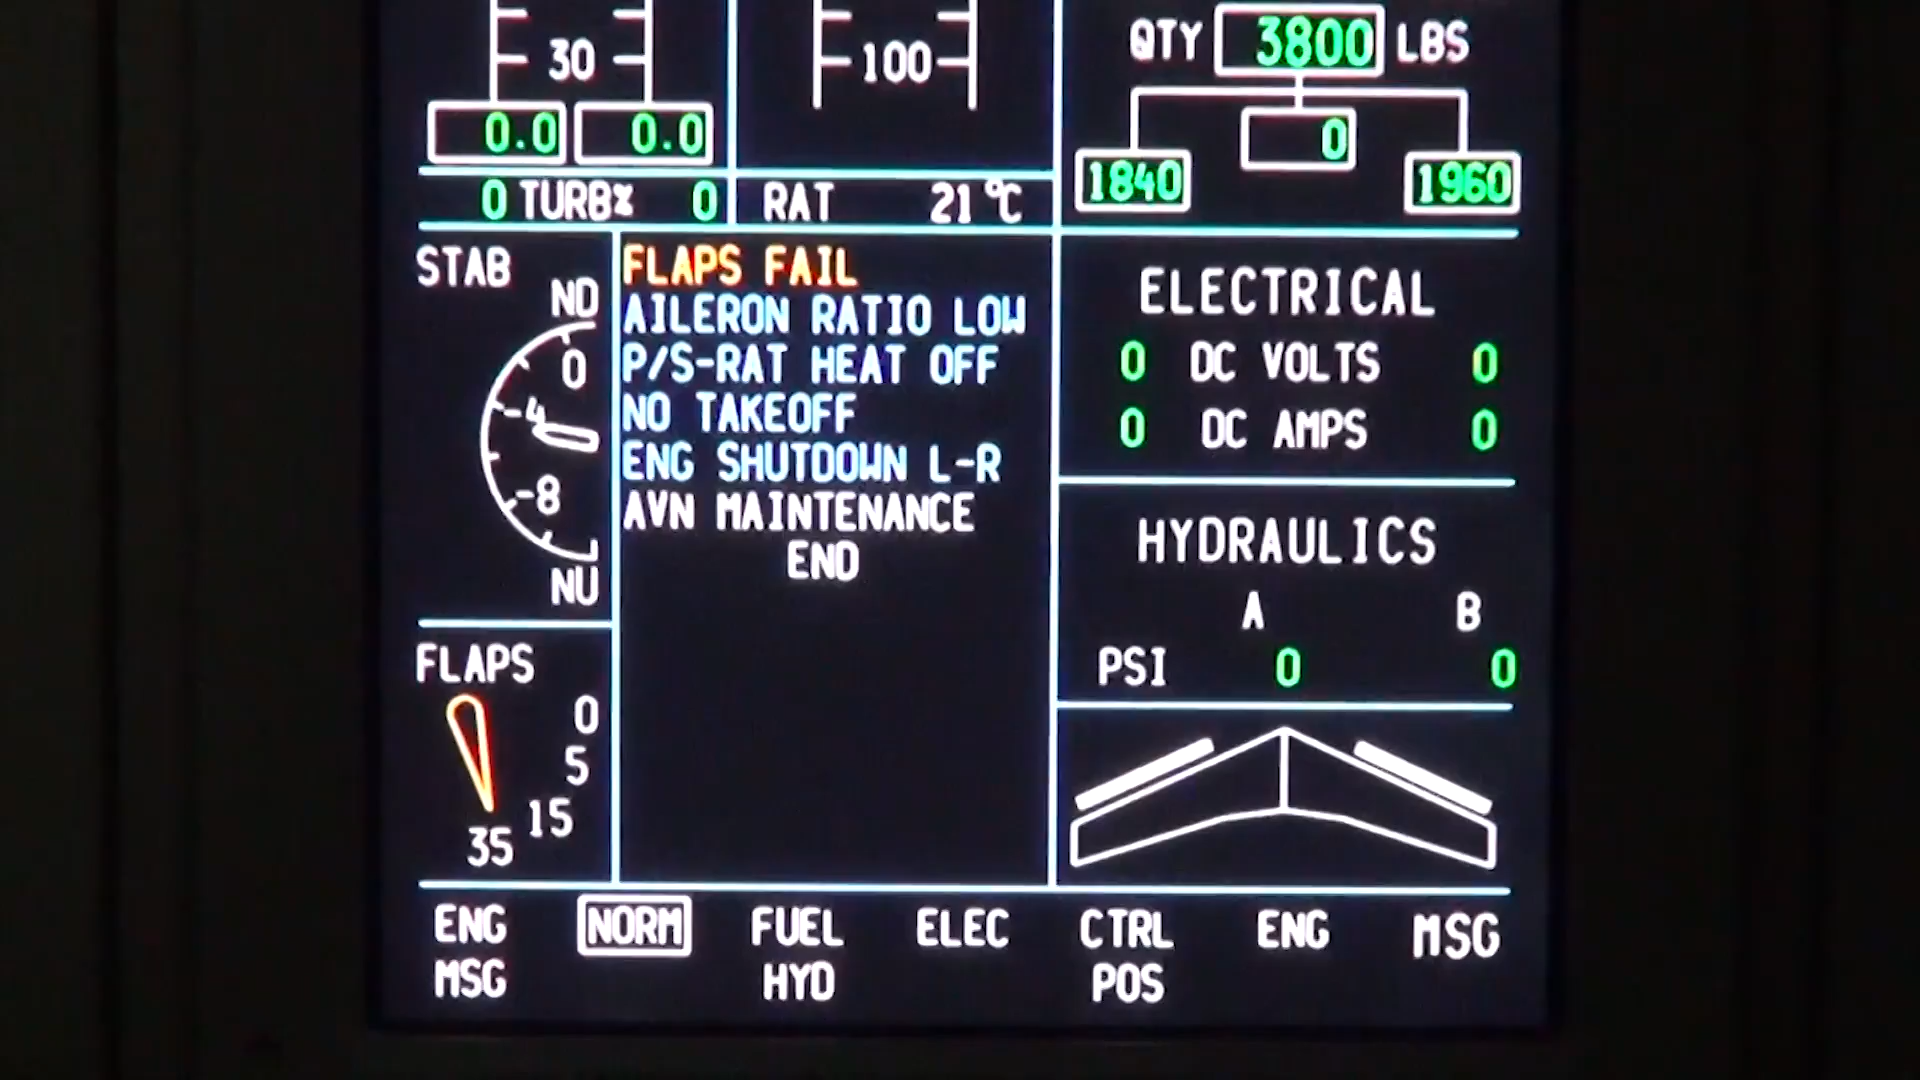 30
100
QTY 3800 LBS
0.0 0.0
0
1840 1960
0 TURB% 0
RAT 21°C
STAB
ND
0
-4
-8
NU
FLAPS FAIL
AILERON RATIO LOW
P/S-RAT HEAT OFF
NO TAKEOFF
ENG SHUTDOWN L-R
AVN MAINTENANCE
END
ELECTRICAL
0 DC VOLTS 0
0 DC AMPS 0
HYDRAULICS
A B
PSI 0 0
FLAPS
0
5
15
35
ENG MSG
NORM
FUEL HYD
ELEC
CTRL POS
ENG
MSG